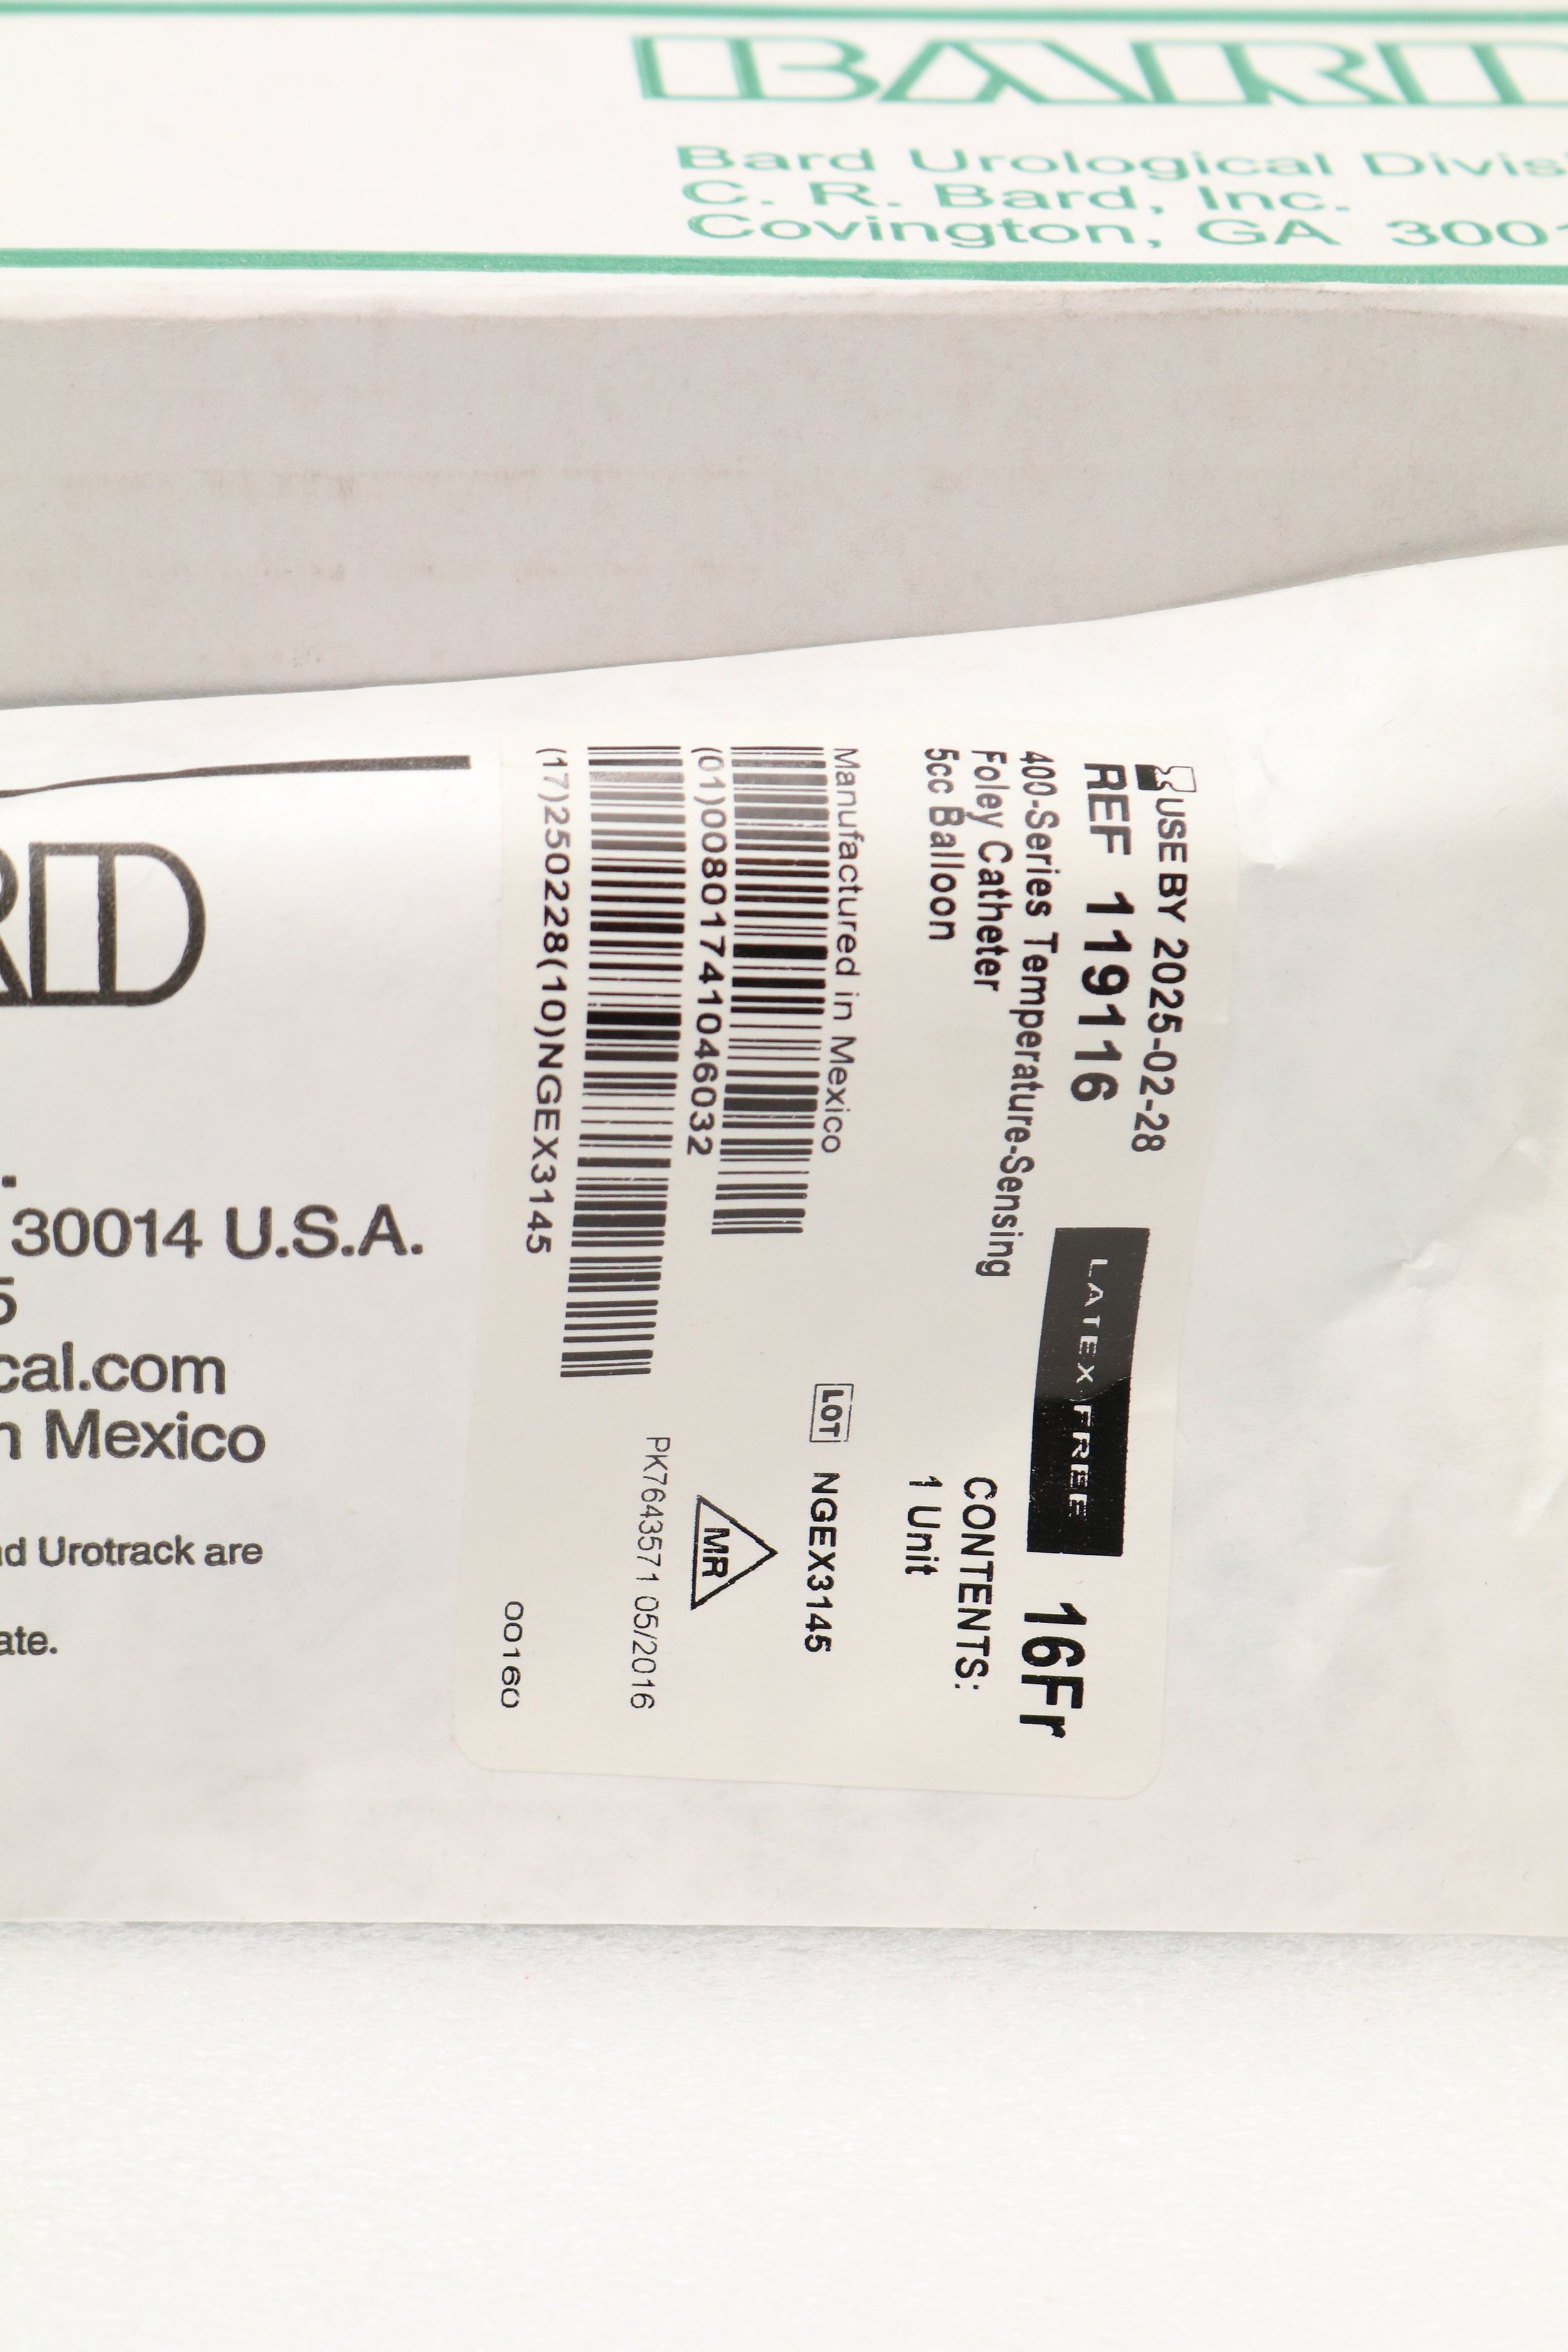 BARD
Bard Urological Divis
C. R. Bard, Inc.
Covington, GA 3001
RD
.
30014 U.S.A.
5
cal.com
n Mexico
d Urotrack are
ate.
USE BY 2025-02-28
REF 119116
LATEX FREE
16Fr
400-Series Temperature-Sensing
Foley Catheter
5cc Balloon
CONTENTS:
1 Unit
Manufactured in Mexico
LOT NGEX3145
(01)00801741046032
MR
(17)250228(10)NGEX3145
PK7643571 05/2016
00160